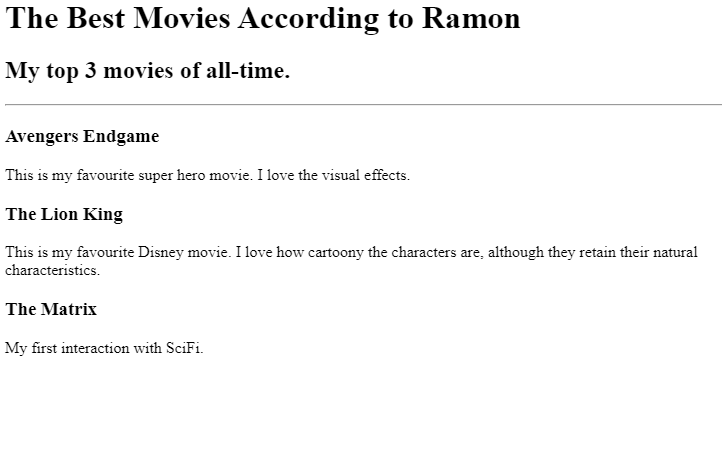 The Best Movies According to Ramon
My top 3 movies of all-time.
Avengers Endgame
This is my favourite super hero movie. I love the visual effects.
The Lion King
This is my favourite Disney movie. I love how cartoony the characters are, although they retain their natural
characteristics.
The Matrix
My first interaction with SciFi.